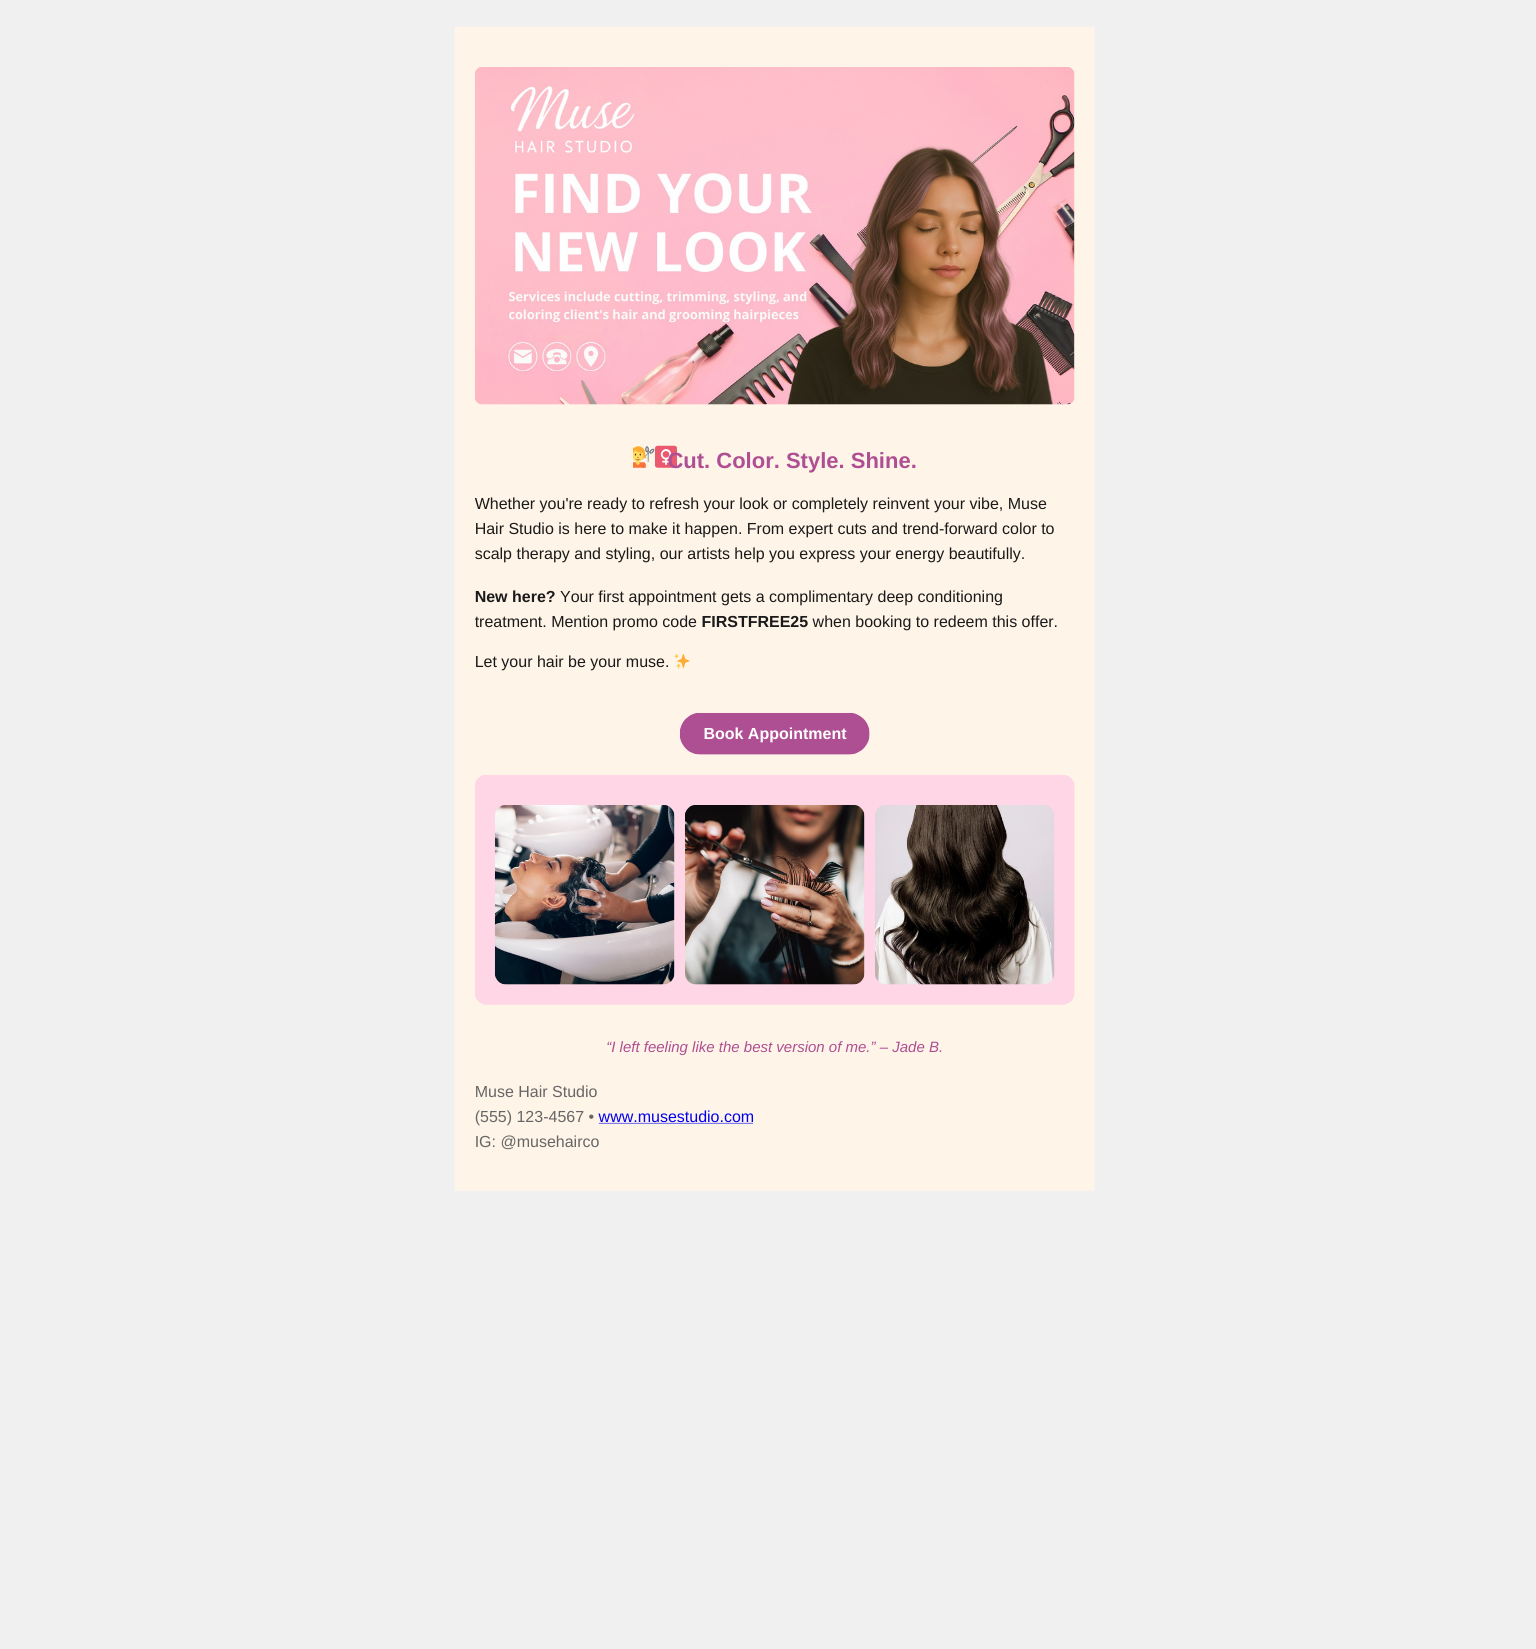 Muse
HAIR STUDIO
FIND YOUR
NEW LOOK
Services include cutting, trimming, styling, and
coloring client's hair and grooming hairpieces
Cut. Color. Style. Shine.
Whether you're ready to refresh your look or completely reinvent your vibe, Muse
Hair Studio is here to make it happen. From expert cuts and trend-forward color to
scalp therapy and styling, our artists help you express your energy beautifully.
New here? Your first appointment gets a complimentary deep conditioning
treatment. Mention promo code FIRSTFREE25 when booking to redeem this offer.
Let your hair be your muse. ✨
Book Appointment
“I left feeling like the best version of me.” – Jade B.
Muse Hair Studio
(555) 123-4567 • www.musestudio.com
IG: @musehairco